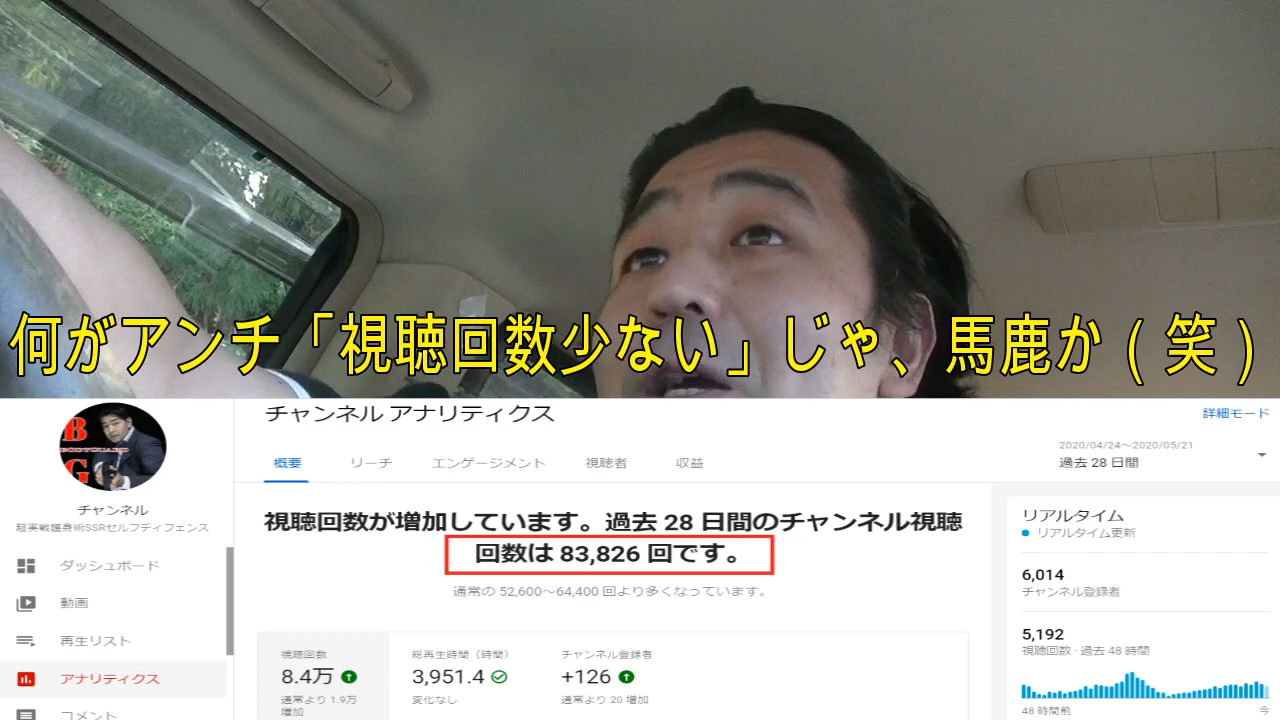 何がアンチ「視聴回数少ない」じゃ、馬鹿か(笑)
B
BODYGUARD
G
チャンネル
超実戦護身術SSRセルフディフェンス
ダッシュボード
動画
再生リスト
アナリティクス
コメント
チャンネル アナリティクス
詳細モード
概要
リーチ
エンゲージメント
視聴者
収益
2020/04/24～2020/05/21
過去 28 日間
視聴回数が増加しています。過去 28 日間のチャンネル視聴
回数は 83,826 回です。
通常の 52,600～64,400 回より多くなっています。
視聴回数
8.4万
通常より 1.9万
増加
総再生時間（時間）
3,951.4
変化なし
チャンネル登録者
+126
通常より 20 増加
リアルタイム
リアルタイム更新
6,014
チャンネル登録者
5,192
視聴回数 · 過去 48 時間
48 時間前
今